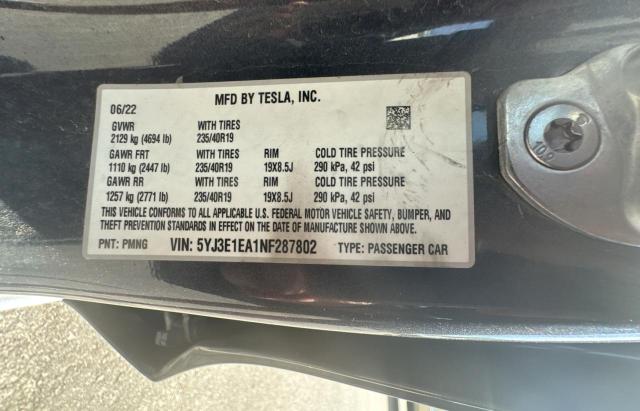 06/22 MFD BY TESLA, INC.
GVWR WITH TIRES
2129 kg (4694 lb) 235/40R19
GAWR FRT WITH TIRES RIM COLD TIRE PRESSURE
1110 kg (2447 lb) 235/40R19 19X8.5J 290 kPa, 42 psi
GAWR RR WITH TIRES RIM COLD TIRE PRESSURE
1257 kg (2771 lb) 235/40R19 19X8.5J 290 kPa, 42 psi
THIS VEHICLE CONFORMS TO ALL APPLICABLE U.S. FEDERAL MOTOR VEHICLE SAFETY, BUMPER, AND
THEFT PREVENTION STANDARDS IN EFFECT ON THE DATE OF MANUFACTURE SHOWN ABOVE.
PNT: PMNG VIN: 5YJ3E1EA1NF287802 TYPE: PASSENGER CAR
10.9